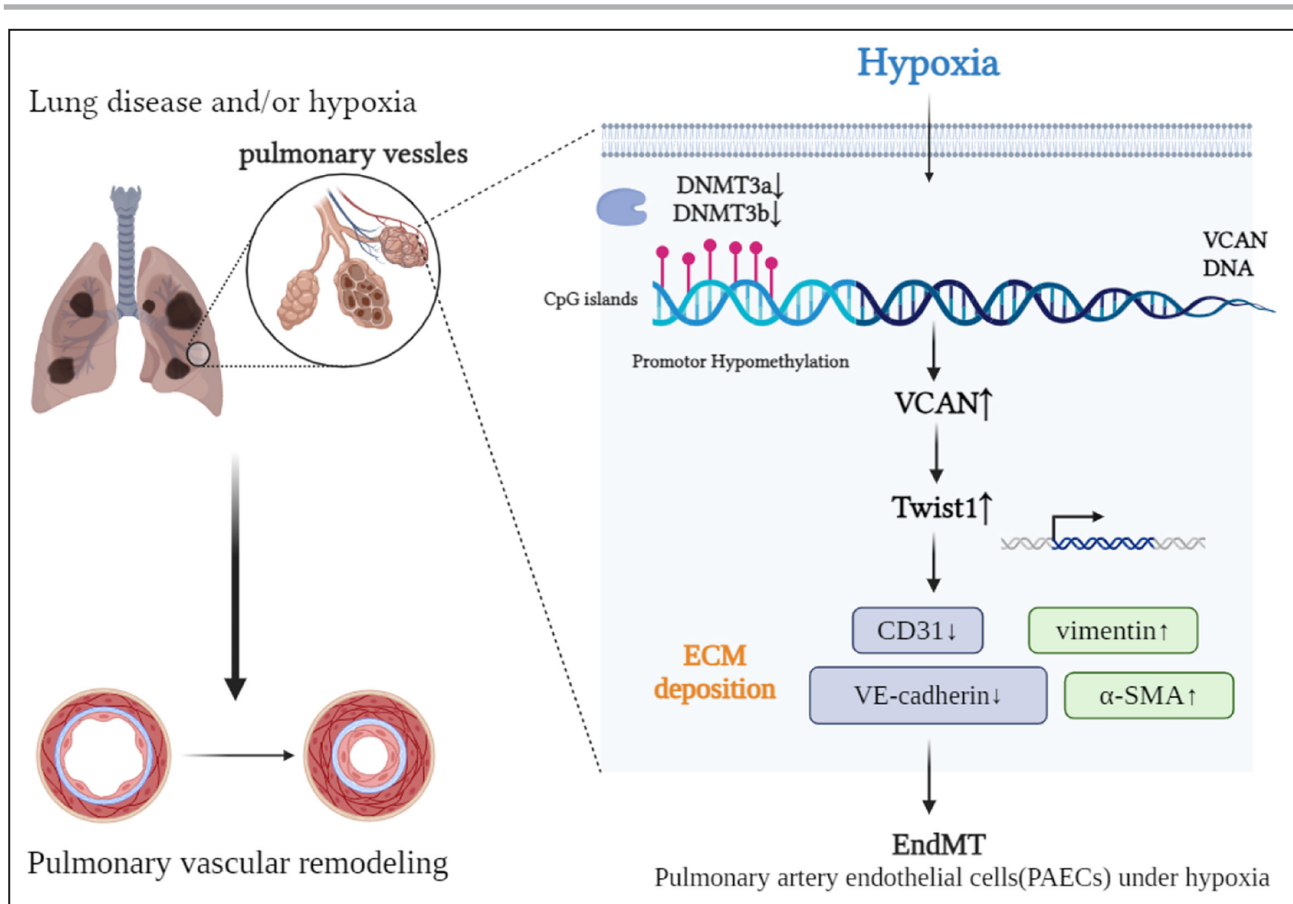 Lung disease and/or hypoxia
pulmonary vessles
Pulmonary vascular remodeling
Hypoxia
DNMT3a↓
DNMT3b↓
VCAN
DNA
CpG islands
Promotor Hypomethylation
VCAN↑
Twist1↑
ECM
deposition
CD31↓
vimentin↑
VE-cadherin↓
α-SMA↑
EndMT
Pulmonary artery endothelial cells(PAECs) under hypoxia